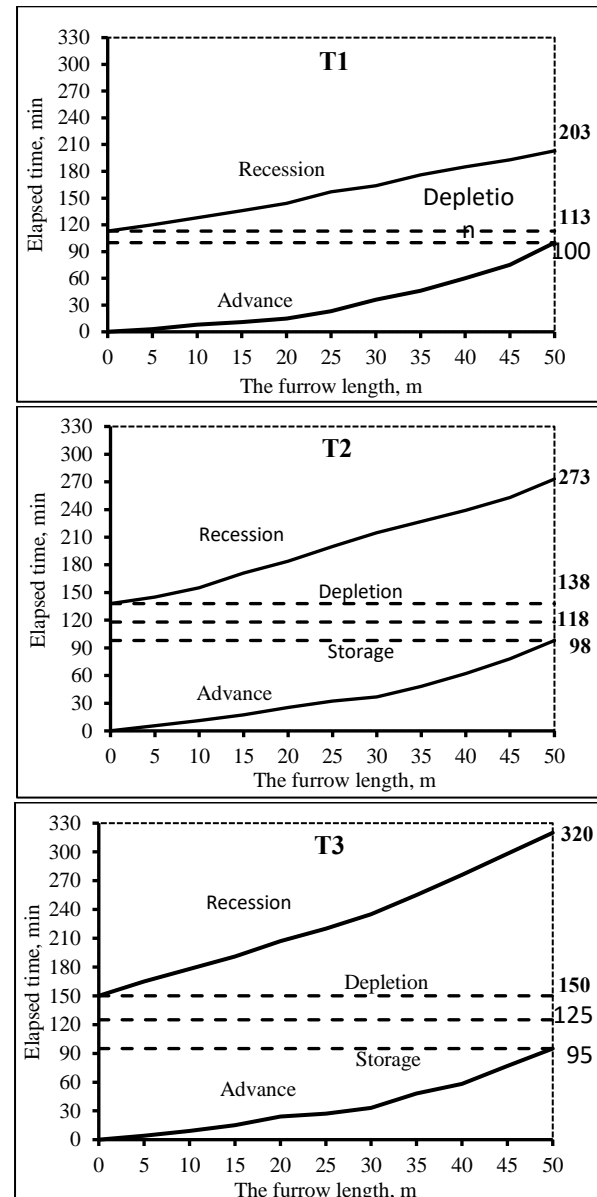 T1
330
300
270
240
210
180
150
120
90
60
30
0
Elapsed time, min
Recession
Depletio
n
Advance
203
113
100
0 5 10 15 20 25 30 35 40 45 50
The furrow length, m
T2
330
300
270
240
210
180
150
120
90
60
30
0
Elapsed time, min
Recession
Depletion
Storage
Advance
273
138
118
98
0 5 10 15 20 25 30 35 40 45 50
The furrow length, m
T3
330
300
270
240
210
180
150
120
90
60
30
0
Elapsed time, min
Recession
Depletion
Storage
Advance
320
150
125
95
0 5 10 15 20 25 30 35 40 45 50
The furrow length, m